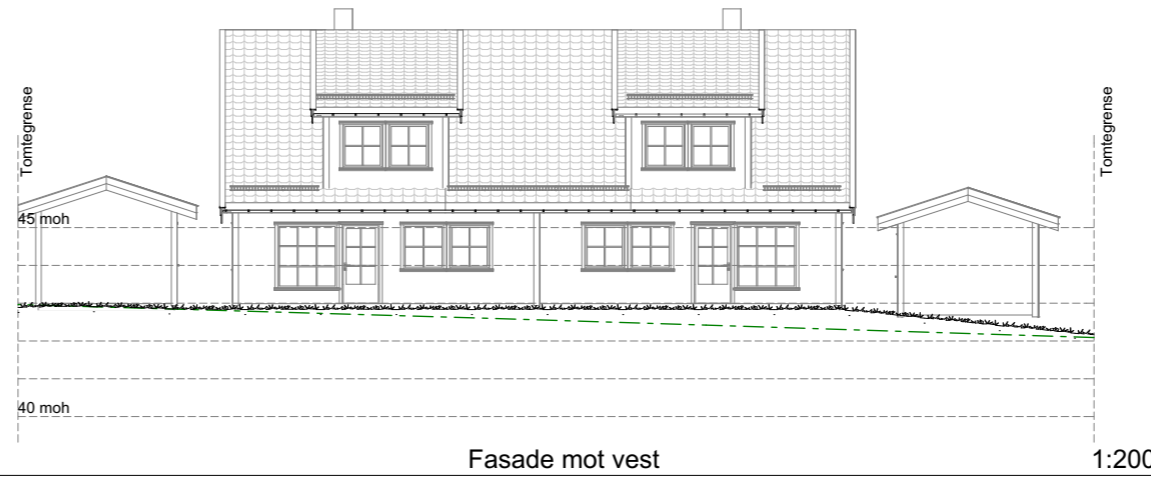 Tomtegrense
Tomtegrense
45 moh
40 moh
Fasade mot vest
1:200